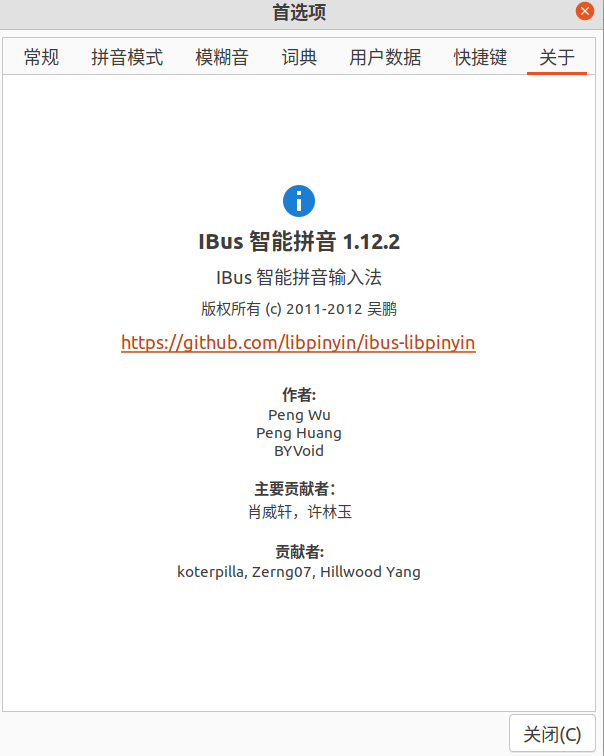 首选项
常规 拼音模式 模糊音 词典 用户数据 快捷键 关于
IBus 智能拼音 1.12.2
IBus 智能拼音输入法
版权所有 (c) 2011-2012 吴鹏
https://github.com/libpinyin/ibus-libpinyin
作者:
Peng Wu
Peng Huang
BYVoid
主要贡献者：
肖威轩，许林玉
贡献者:
koterpilla, Zerng07, Hillwood Yang
关闭(C)